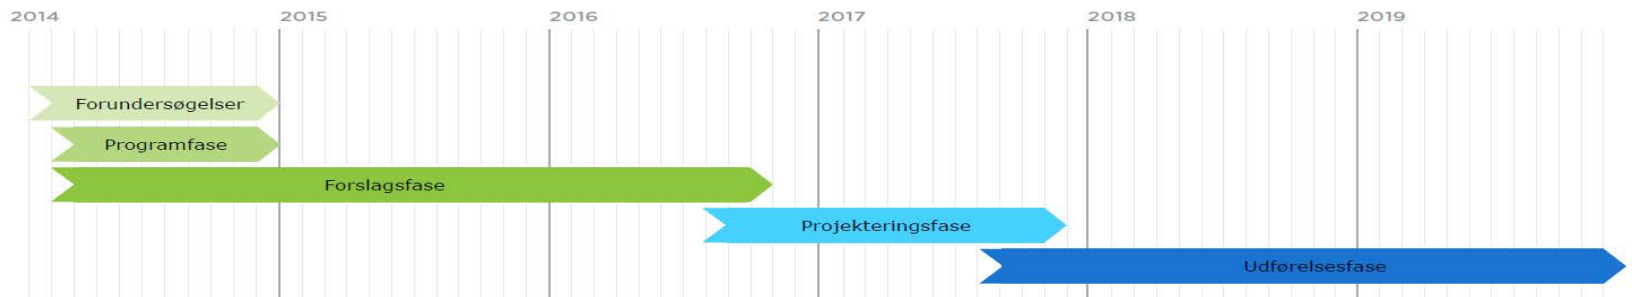 2014 2015 2016 2017 2018 2019
Forundersøgelser
Programfase
Forslagsfase
Projekteringsfase
Udførelsesfase